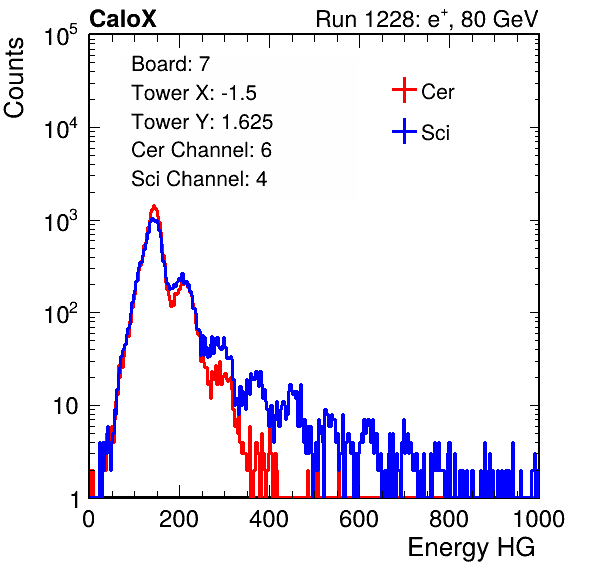 CaloX Run 1228: e⁺, 80 GeV
Counts
Board: 7
Tower X: -1.5
Tower Y: 1.625
Cer Channel: 6
Sci Channel: 4
Cer
Sci
10⁵
10⁴
10³
10²
10
1
0 200 400 600 800 1000
Energy HG